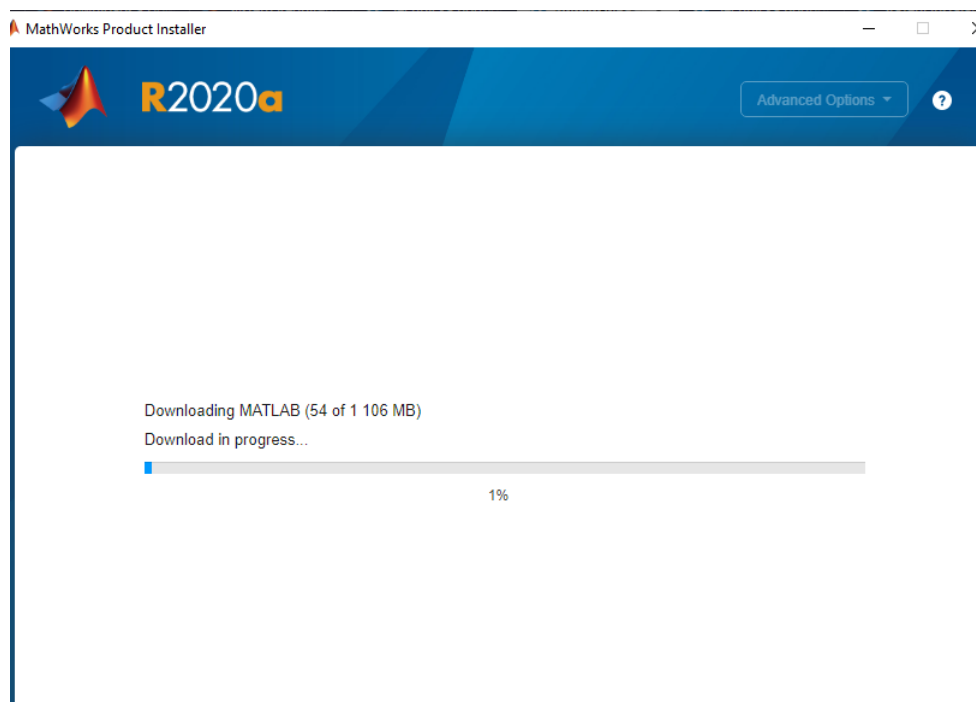 MathWorks Product Installer
R2020a
Advanced Options
?
Downloading MATLAB (54 of 1 106 MB)
Download in progress...
1%